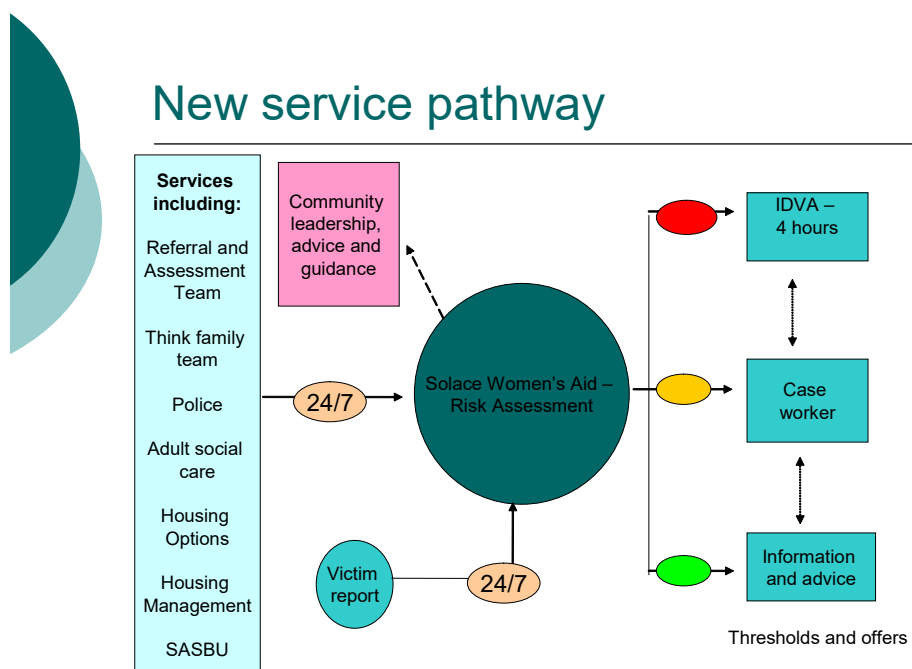 New service pathway
Services
including:
Referral and
Assessment
Team
Think family
team
Police
Adult social
care
Housing
Options
Housing
Management
SASBU
Community
leadership,
advice and
guidance
24/7
Solace Women's Aid –
Risk Assessment
Victim
report
24/7
IDVA –
4 hours
Case
worker
Information
and advice
Thresholds and offers